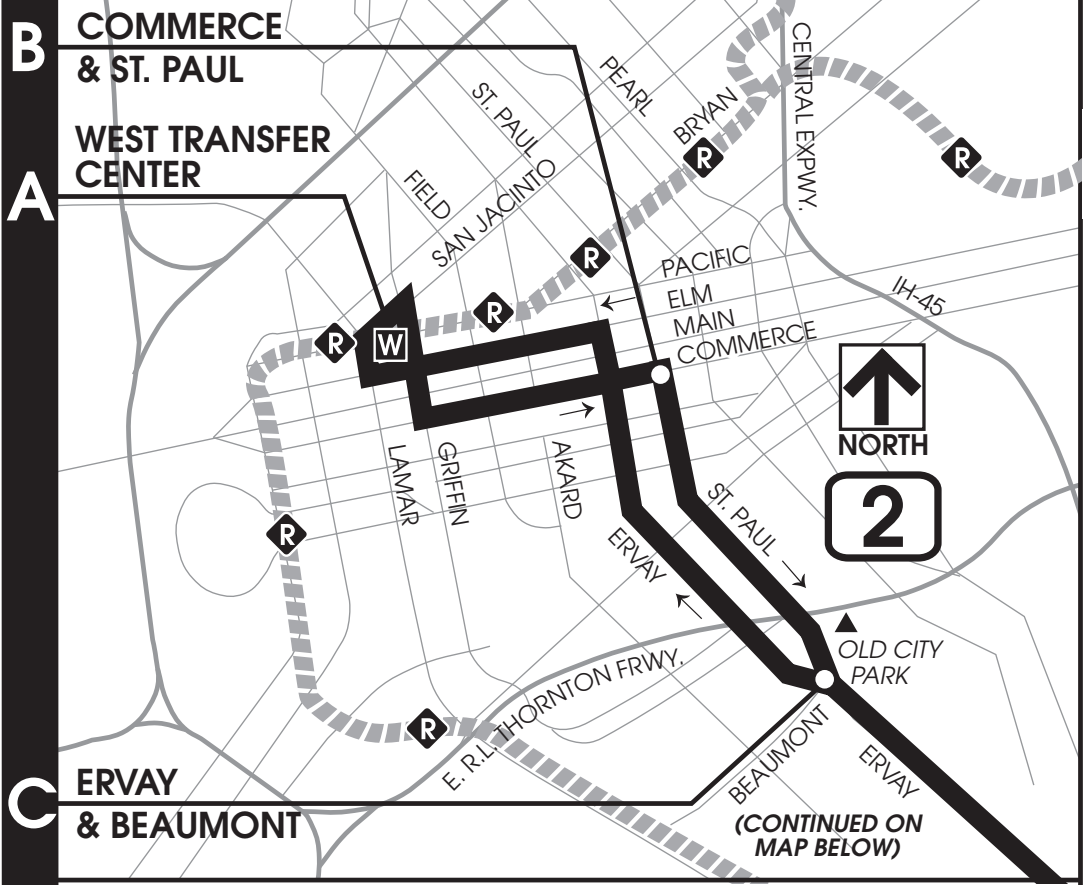 B
COMMERCE
& ST. PAUL
WEST TRANSFER
CENTER
A
ST. PAUL
PEARL
BRYAN
CENTRAL EXPWY.
R
R
FIELD
SAN JACINTO
R
PACIFIC
ELM
MAIN
COMMERCE
IH-45
R
R
W
NORTH
2
LAMAR
GRIFFIN
AKARD
ERVAY
ST. PAUL
R
OLD CITY
PARK
E. R.L. THORNTON FRWY.
R
BEAUMONT
ERVAY
C
ERVAY
& BEAUMONT
(CONTINUED ON
MAP BELOW)